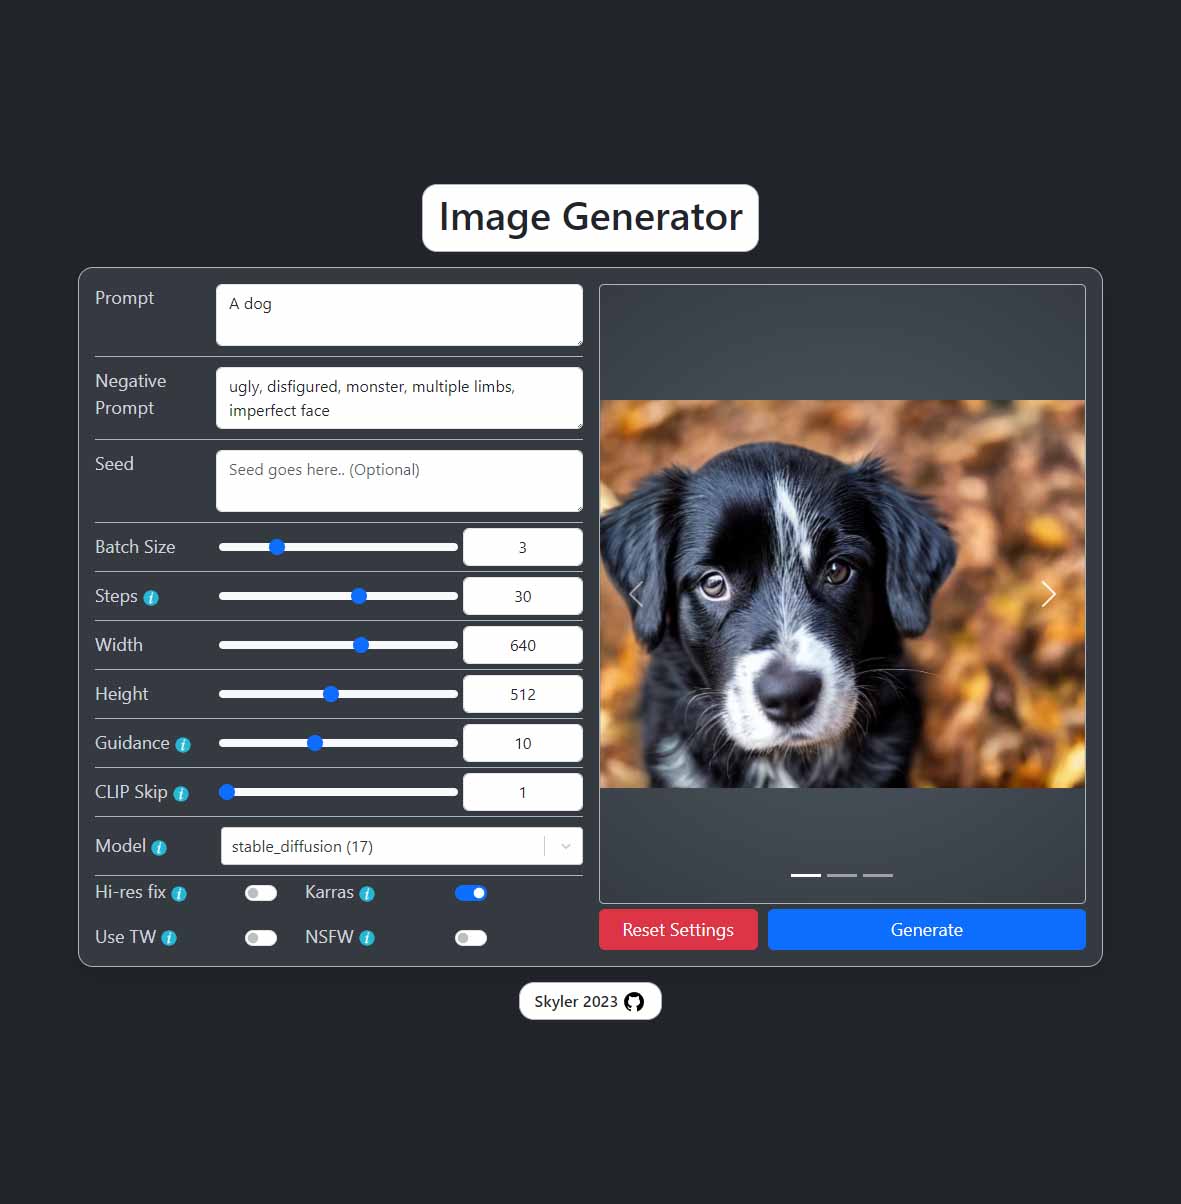 Image Generator
Prompt
A dog
Negative
Prompt
ugly, disfigured, monster, multiple limbs,
imperfect face
Seed
Seed goes here.. (Optional)
Batch Size
3
Steps i
30
Width
640
Height
512
Guidance i
10
CLIP Skip i
1
Model i
stable_diffusion (17)
Hi-res fix i
Karras i
Use TW i
NSFW i
Reset Settings
Generate
Skyler 2023